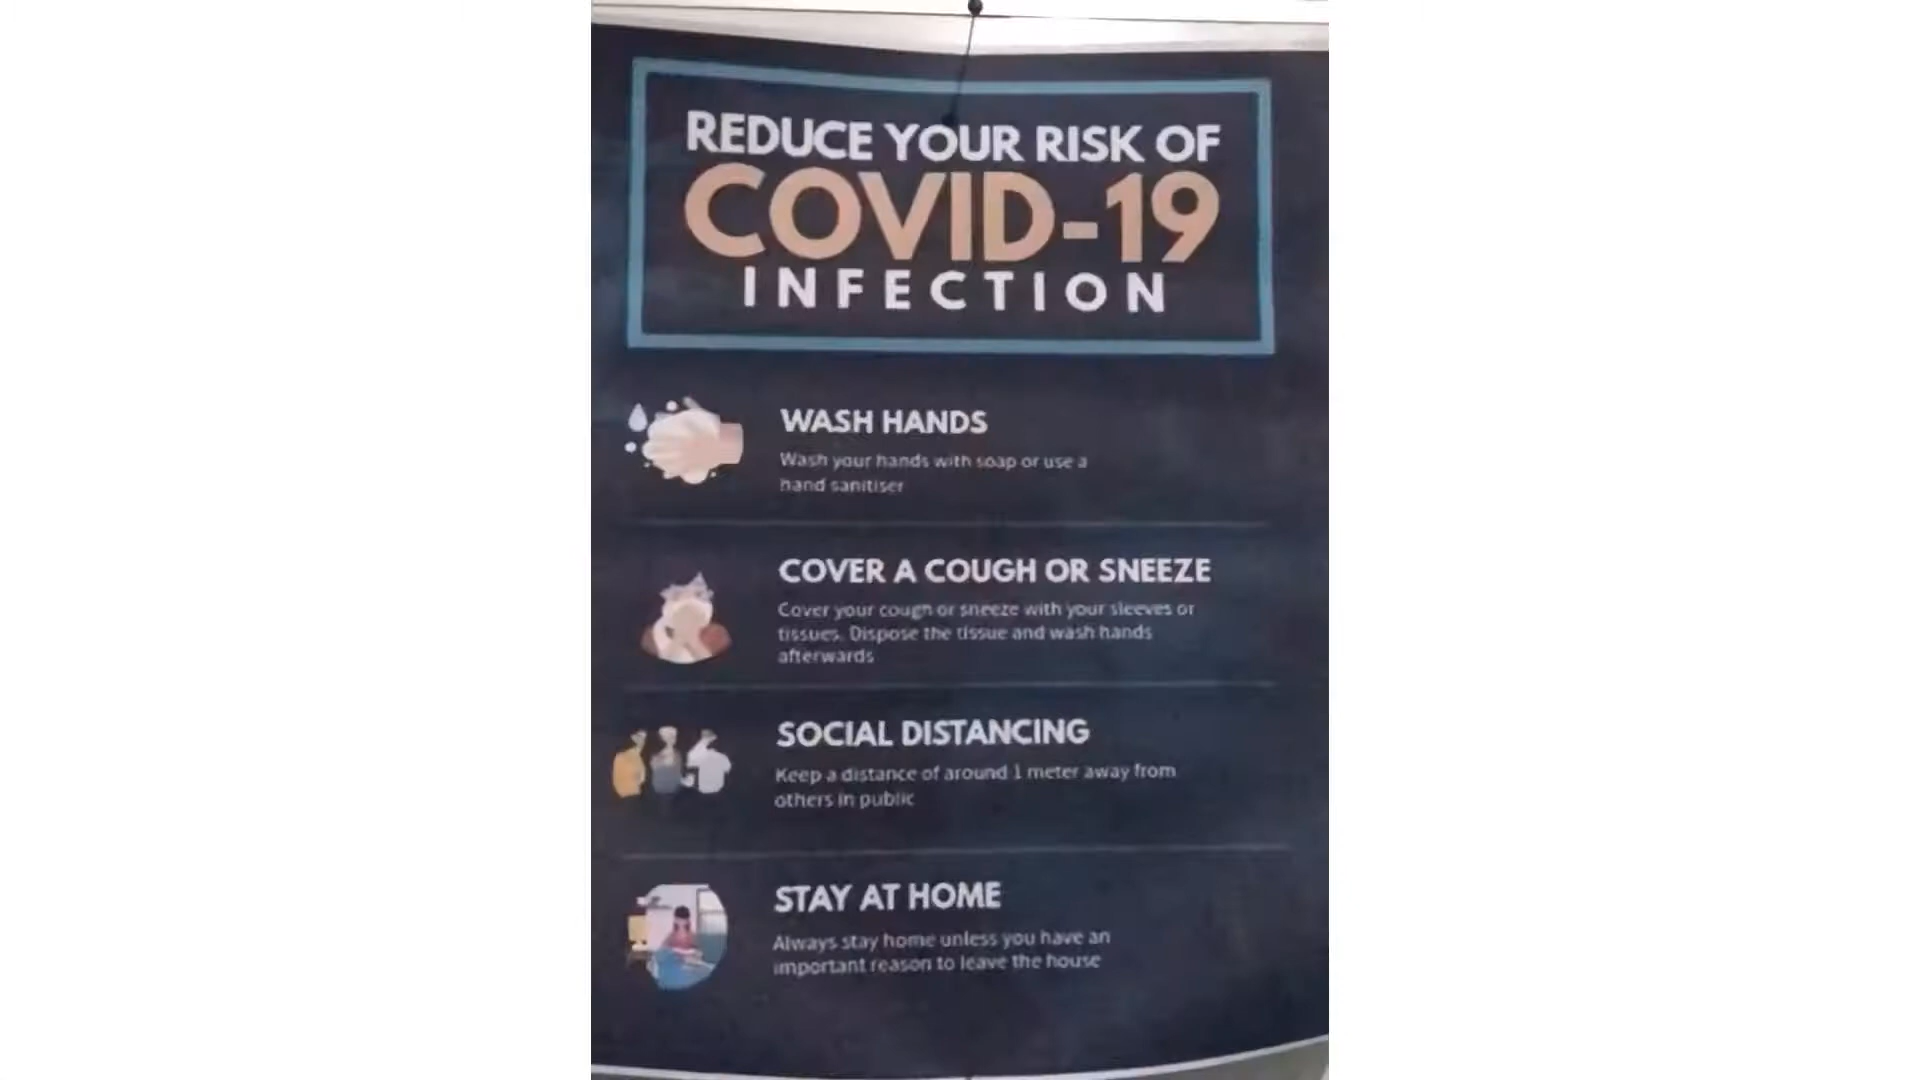 REDUCE YOUR RISK OF
COVID-19
INFECTION
WASH HANDS
Wash your hands with soap or use a
hand sanitiser
COVER A COUGH OR SNEEZE
Cover your cough or sneeze with your sleeves or
tissues. Dispose the tissue and wash hands
afterwards
SOCIAL DISTANCING
Keep a distance of around 1 meter away from
others in public
STAY AT HOME
Always stay home unless you have an
important reason to leave the house